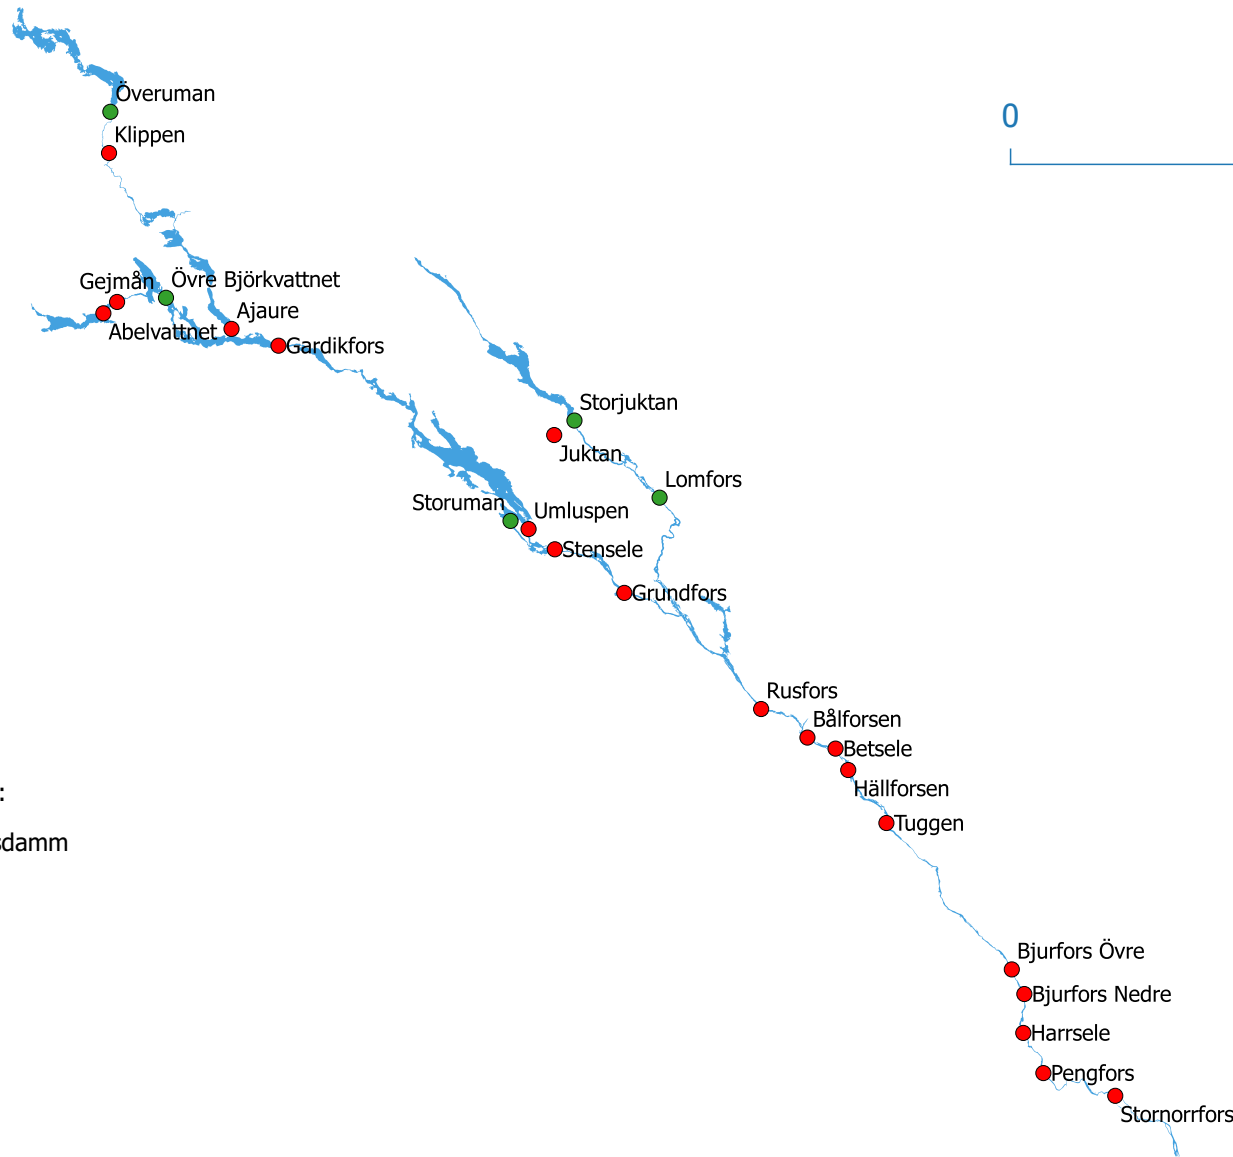 Överuman
0
Klippen
Gejmån
Övre Björkvattnet
Ajaure
Abelvattnet
Gardikfors
Storjuktan
Juktan
Lomfors
Storuman
Umluspen
Stensele
Grundfors
Rusfors
Bålforsen
Betsele
Hällforsen
:
Tuggen
sdamm
Bjurfors Övre
Bjurfors Nedre
Harrsele
Pengfors
Stornorrfors